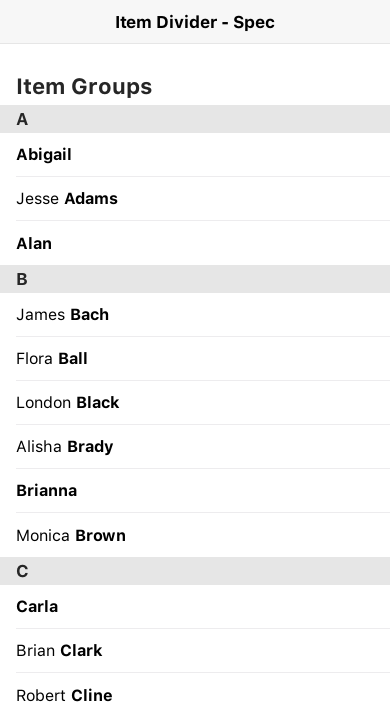 Item Divider - Spec
Item Groups
A
Abigail
Jesse Adams
Alan
B
James Bach
Flora Ball
London Black
Alisha Brady
Brianna
Monica Brown
C
Carla
Brian Clark
Robert Cline